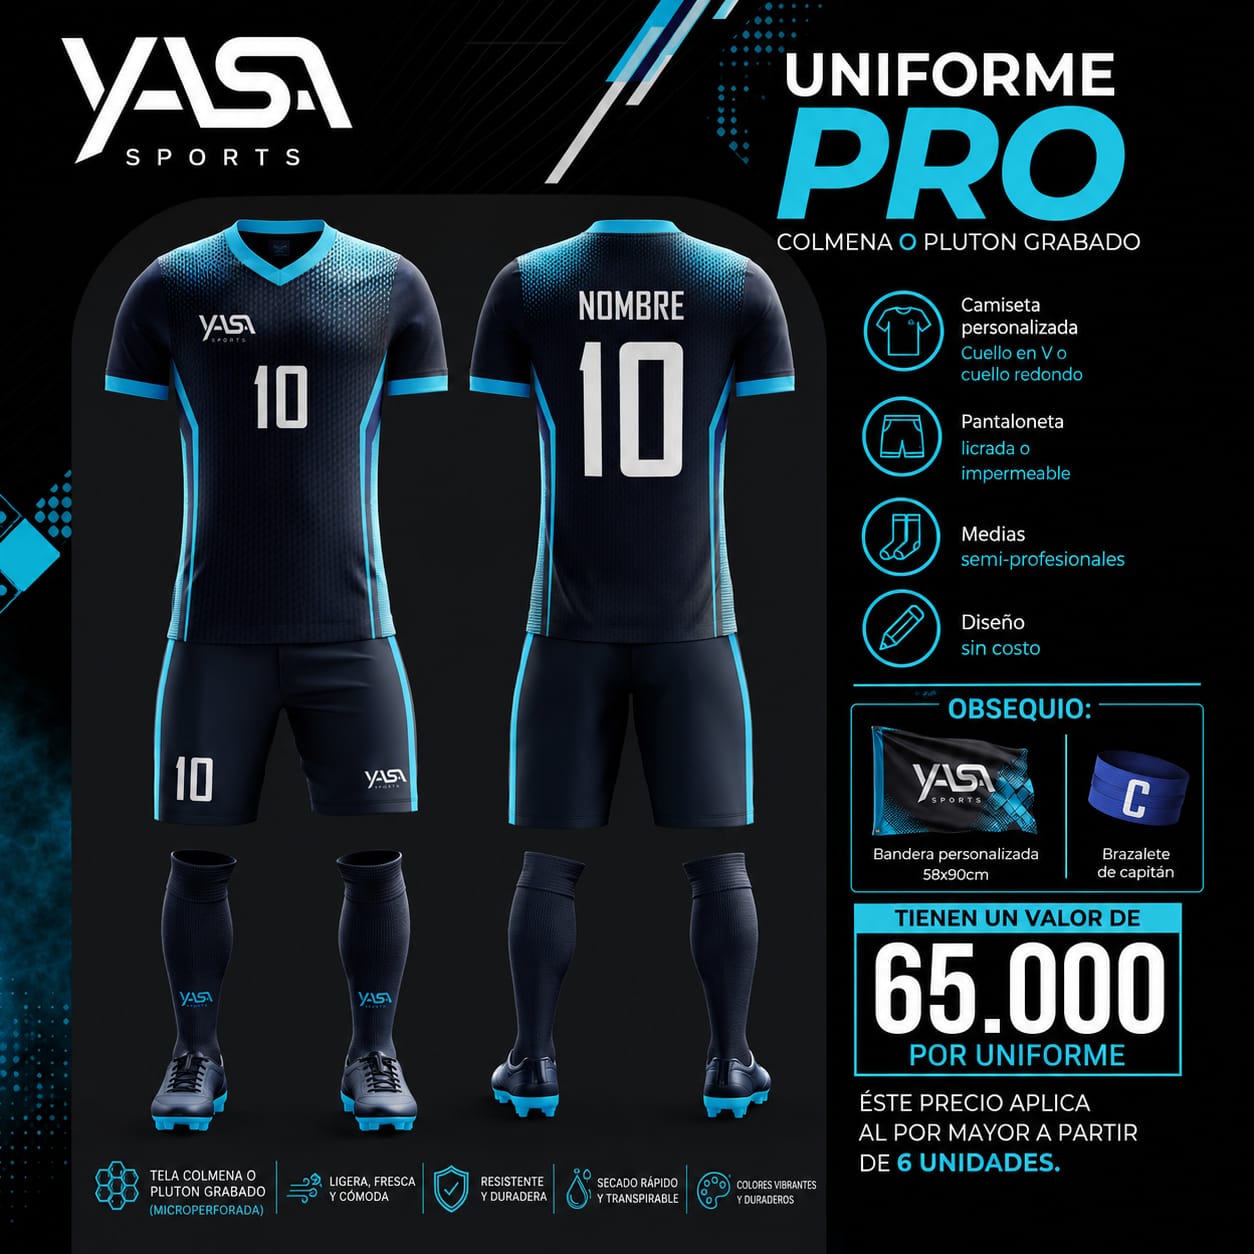 YASA
SPORTS
UNIFORME
PRO
COLMENA O PLUTON GRABADO
YASA
SPORTS
10
NOMBRE
10
10
YASA
SPORTS
YASA
SPORTS
YASA
SPORTS
Camiseta
personalizada
Cuello en V o
cuello redondo
Pantaloneta
licrada o
impermeable
Medias
semi-profesionales
Diseño
sin costo
OBSEQUIO:
YASA
SPORTS
C
Bandera personalizada
58x90cm
Brazalete
de capitán
TIENEN UN VALOR DE
65.000
POR UNIFORME
ÉSTE PRECIO APLICA
AL POR MAYOR A PARTIR
DE 6 UNIDADES.
TELA COLMENA O
PLUTON GRABADO
(MICROPERFORADA)
LIGERA, FRESCA
Y CÓMODA
RESISTENTE
Y DURADERA
SECADO RÁPIDO
Y TRANSPIRABLE
COLORES VIBRANTES
Y DURADEROS